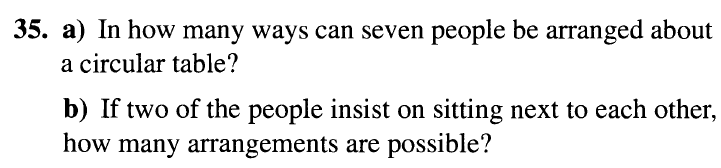 35. a) In how many ways can seven people be arranged about
a circular table?
b) If two of the people insist on sitting next to each other,
how many arrangements are possible?